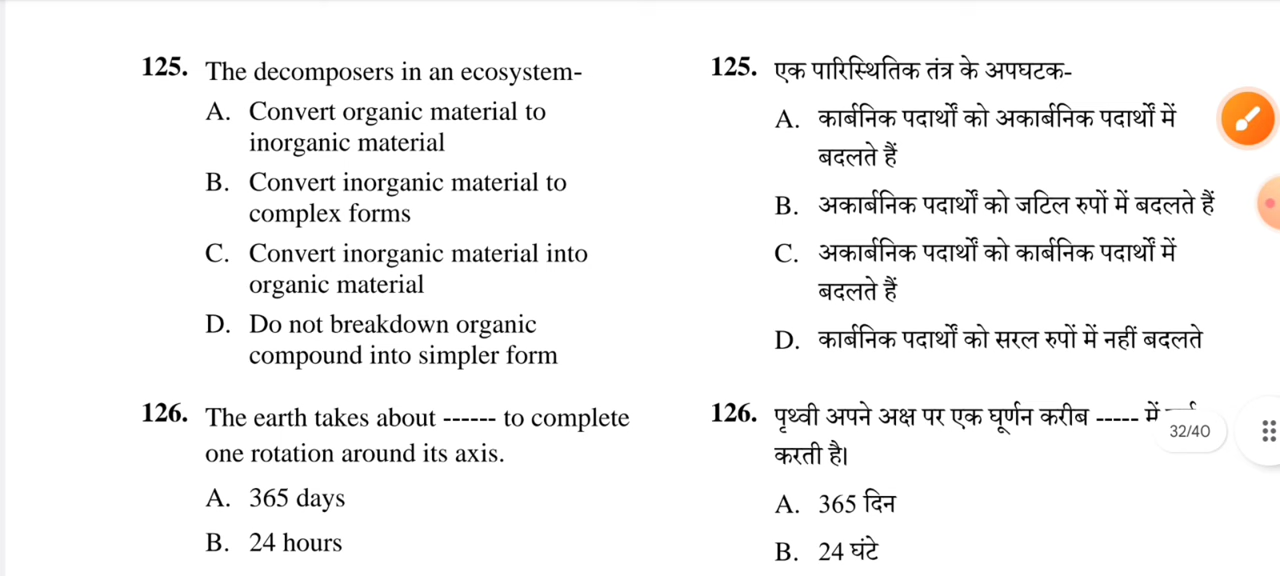 125. The decomposers in an ecosystem-
A. Convert organic material to
inorganic material
B. Convert inorganic material to
complex forms
C. Convert inorganic material into
organic material
D. Do not breakdown organic
compound into simpler form
126. The earth takes about ------ to complete
one rotation around its axis.
A. 365 days
B. 24 hours
125. एक पारिस्थितिक तंत्र के अपघटक-
A. कार्बनिक पदार्थों को अकार्बनिक पदार्थों में
बदलते हैं
B. अकार्बनिक पदार्थों को जटिल रुपों में बदलते हैं
C. अकार्बनिक पदार्थों को कार्बनिक पदार्थों में
बदलते हैं
D. कार्बनिक पदार्थों को सरल रुपों में नहीं बदलते
126. पृथ्वी अपने अक्ष पर एक घूर्णन करीब ----- में
करती है।
A. 365 दिन
B. 24 घंटे
32/40